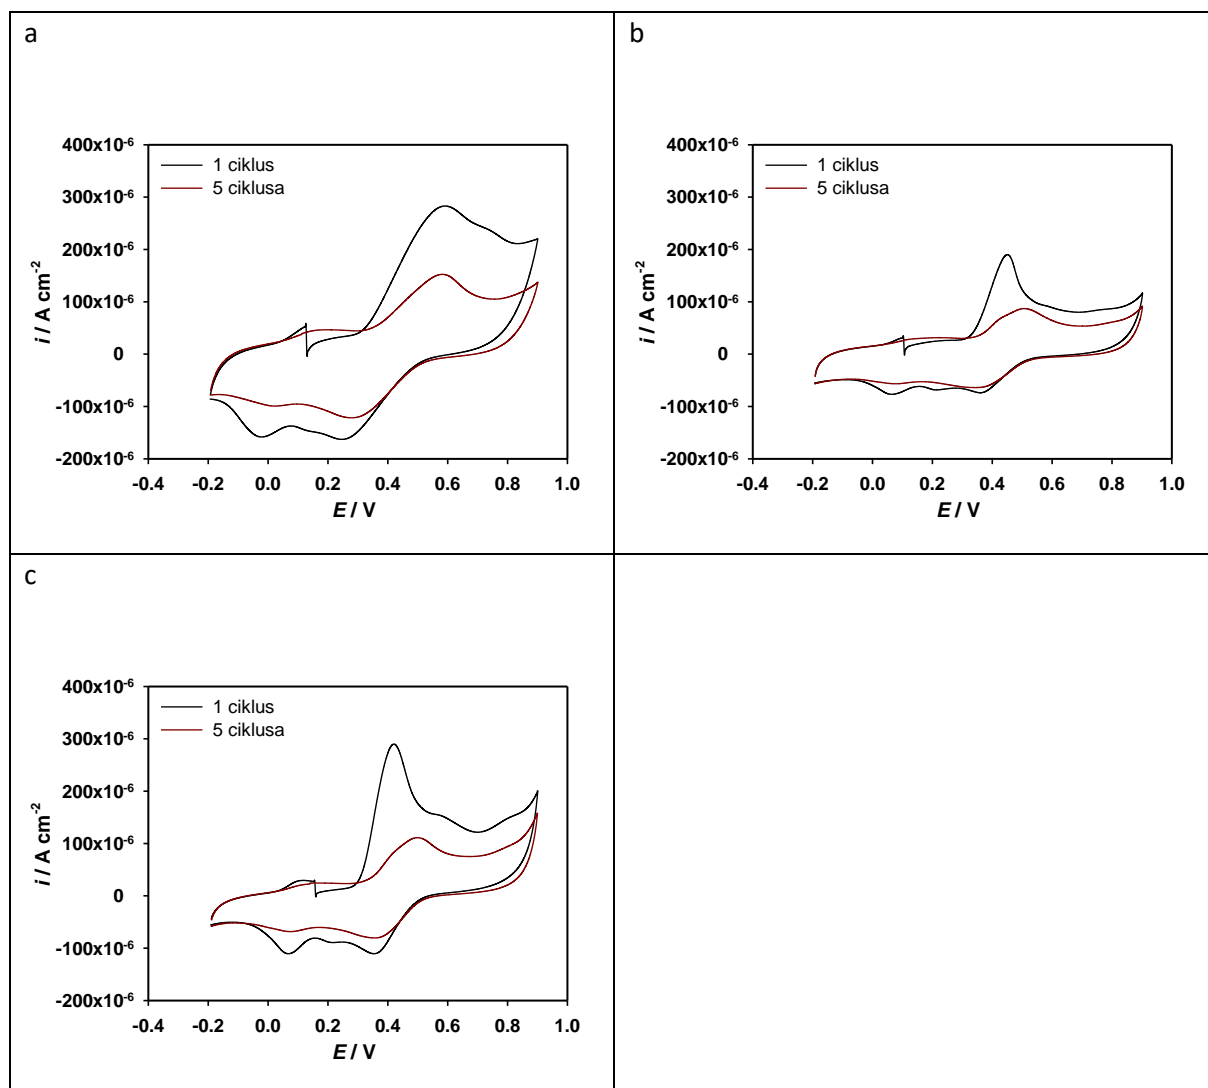 a
400x10⁻⁶
300x10⁻⁶
200x10⁻⁶
100x10⁻⁶
0
-100x10⁻⁶
-200x10⁻⁶
i / A cm⁻²
1 ciklus
5 ciklusa
-0.4 -0.2 0.0 0.2 0.4 0.6 0.8 1.0
E / V
b
400x10⁻⁶
300x10⁻⁶
200x10⁻⁶
100x10⁻⁶
0
-100x10⁻⁶
-200x10⁻⁶
i / A cm⁻²
1 ciklus
5 ciklusa
-0.4 -0.2 0.0 0.2 0.4 0.6 0.8 1.0
E / V
c
400x10⁻⁶
300x10⁻⁶
200x10⁻⁶
100x10⁻⁶
0
-100x10⁻⁶
-200x10⁻⁶
i / A cm⁻²
1 ciklus
5 ciklusa
-0.4 -0.2 0.0 0.2 0.4 0.6 0.8 1.0
E / V